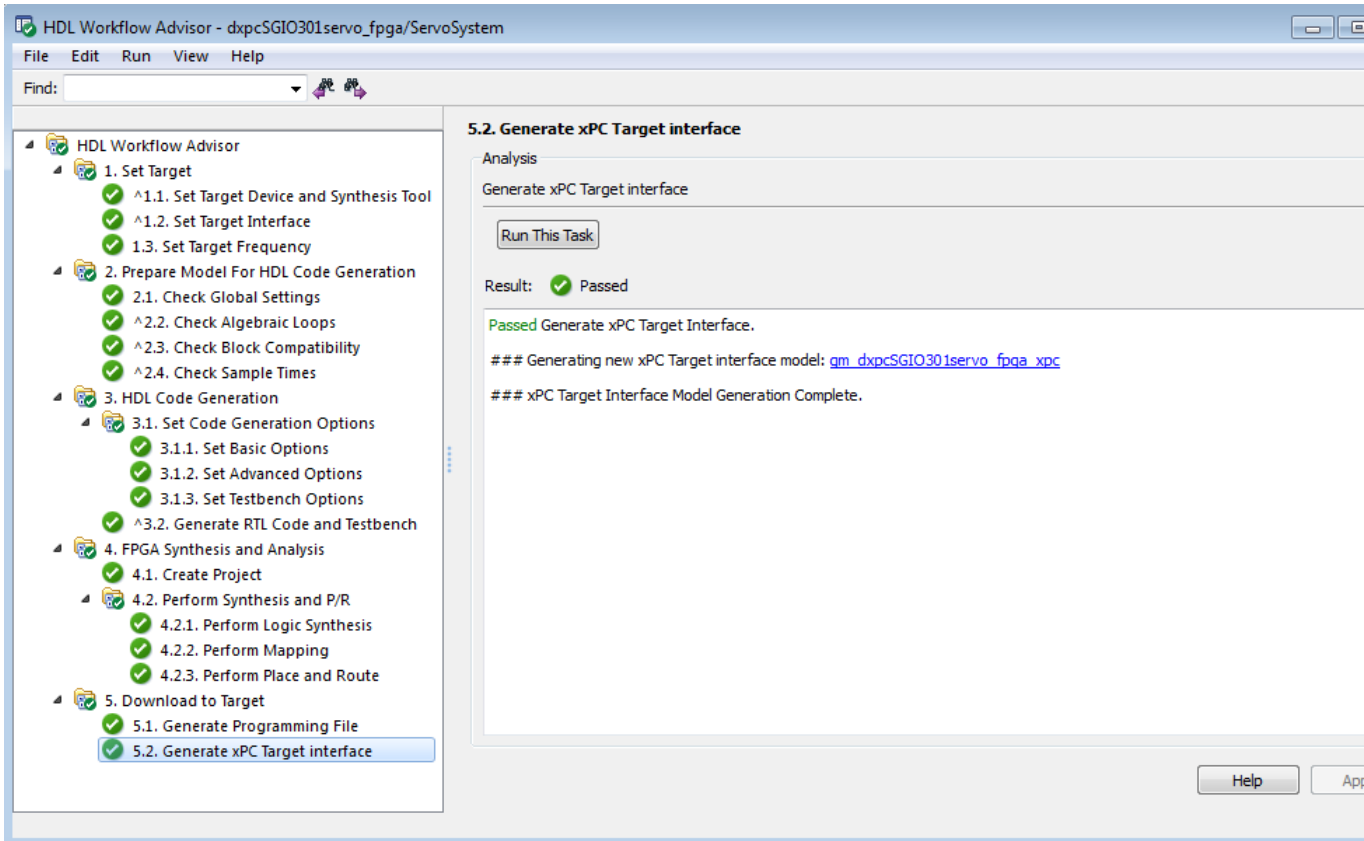 HDL Workflow Advisor - dxpcSGIO301servo_fpga/ServoSystem
File Edit Run View Help
Find:
HDL Workflow Advisor
1. Set Target
^1.1. Set Target Device and Synthesis Tool
^1.2. Set Target Interface
1.3. Set Target Frequency
2. Prepare Model For HDL Code Generation
2.1. Check Global Settings
^2.2. Check Algebraic Loops
^2.3. Check Block Compatibility
^2.4. Check Sample Times
3. HDL Code Generation
3.1. Set Code Generation Options
3.1.1. Set Basic Options
3.1.2. Set Advanced Options
3.1.3. Set Testbench Options
^3.2. Generate RTL Code and Testbench
4. FPGA Synthesis and Analysis
4.1. Create Project
4.2. Perform Synthesis and P/R
4.2.1. Perform Logic Synthesis
4.2.2. Perform Mapping
4.2.3. Perform Place and Route
5. Download to Target
5.1. Generate Programming File
5.2. Generate xPC Target interface
5.2. Generate xPC Target interface
Analysis
Generate xPC Target interface
Run This Task
Result: Passed
Passed Generate xPC Target Interface.
### Generating new xPC Target interface model: gm_dxpcSGIO301servo_fpga_xpc
### xPC Target Interface Model Generation Complete.
Help
App